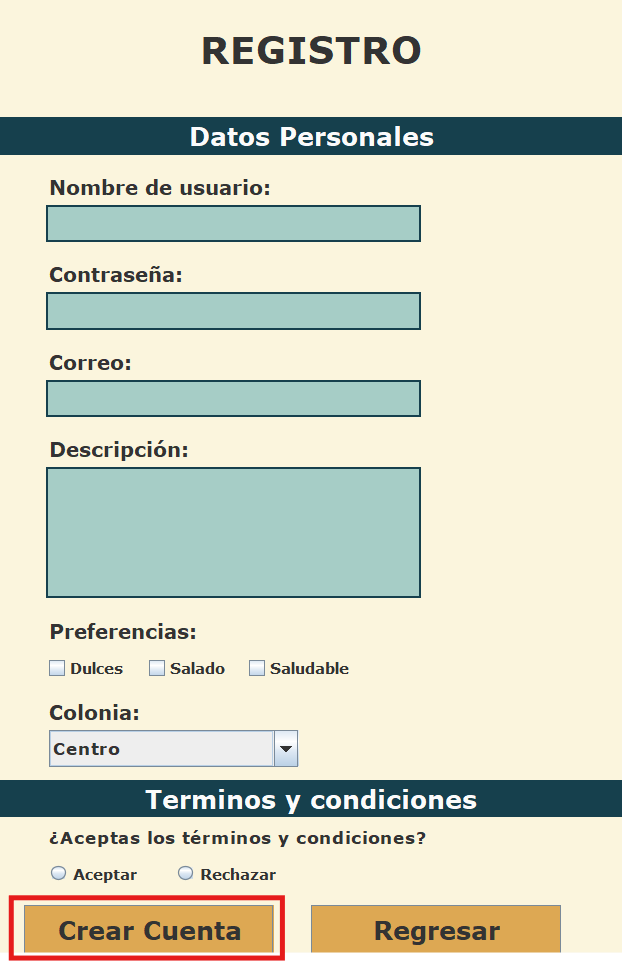 REGISTRO
Datos Personales
Nombre de usuario:
Contraseña:
Correo:
Descripción:
Preferencias:
Dulces Salado Saludable
Colonia:
Centro
Terminos y condiciones
¿Aceptas los términos y condiciones?
Aceptar Rechazar
Crear Cuenta Regresar